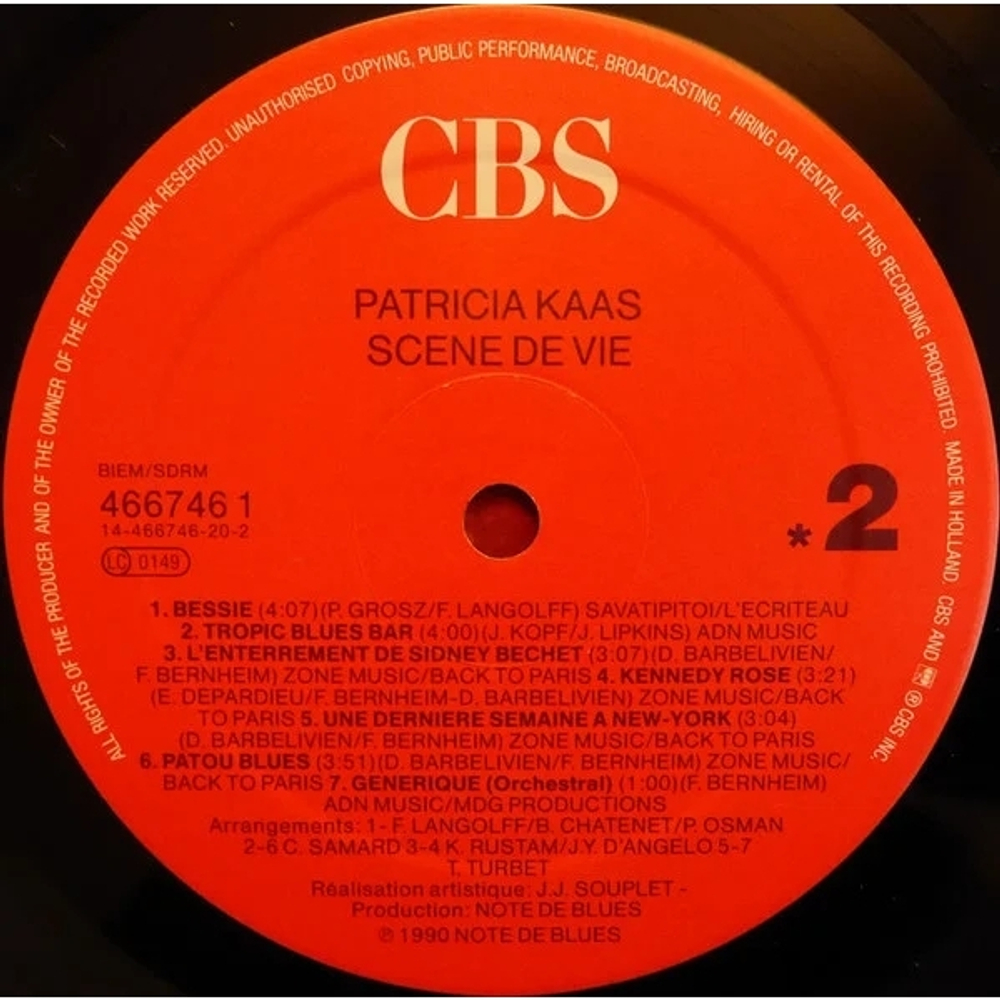 ALL RIGHTS OF THE PRODUCER AND OF THE OWNER OF THE RECORDED WORK RESERVED. UNAUTHORISED COPYING, PUBLIC PERFORMANCE, BROADCASTING, HIRING OR RENTAL OF THIS RECORDING PROHIBITED. MADE IN HOLLAND. CBS AND ® CBS INC.
CBS
PATRICIA KAAS
SCENE DE VIE
BIEM/SDRM
466746 1
14-466746-20-2
LC 0149
*2
1. BESSIE (4:07)(P. GROSZ/F. LANGOLFF) SAVATIPITOI/L'ECRITEAU
2. TROPIC BLUES BAR (4:00)(J. KOPF/J. LIPKINS) ADN MUSIC
3. L'ENTERREMENT DE SIDNEY BECHET (3:07)(D. BARBELIVIEN/
F. BERNHEIM) ZONE MUSIC/BACK TO PARIS 4. KENNEDY ROSE (3:21)
(E. DEPARDIEU/F. BERNHEIM-D. BARBELIVIEN) ZONE MUSIC/BACK
TO PARIS 5. UNE DERNIERE SEMAINE A NEW-YORK (3:04)
(D. BARBELIVIEN/F. BERNHEIM) ZONE MUSIC/BACK TO PARIS
6. PATOU BLUES (3:51)(D. BARBELIVIEN/F. BERNHEIM) ZONE MUSIC/
BACK TO PARIS 7. GENERIQUE (Orchestral) (1:00)(F. BERNHEIM)
ADN MUSIC/MDG PRODUCTIONS
Arrangements: 1 - F. LANGOLFF/B. CHATENET/P. OSMAN
2-6 C. SAMARD 3-4 K. RUSTAM/J.Y. D'ANGELO 5-7
T. TURBET
Réalisation artistique: J.J. SOUPLET -
Production: NOTE DE BLUES
℗ 1990 NOTE DE BLUES